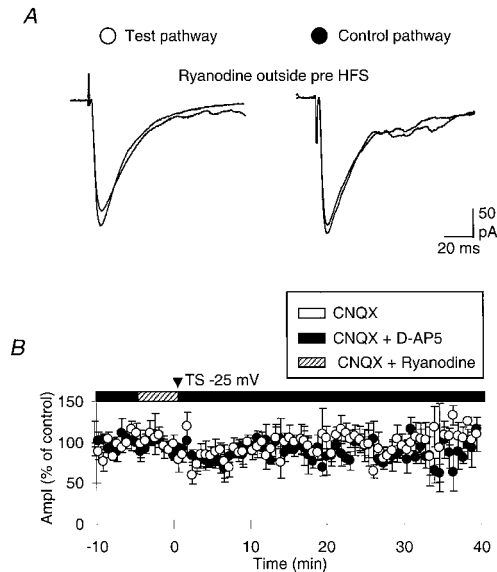 A
Test pathway
Control pathway
Ryanodine outside pre HFS
50
pA
20 ms
CNQX
CNQX + D-AP5
CNQX + Ryanodine
B
TS -25 mV
150
100
50
0
Ampl (% of control)
-10 0 10 20 30 40
Time (min)